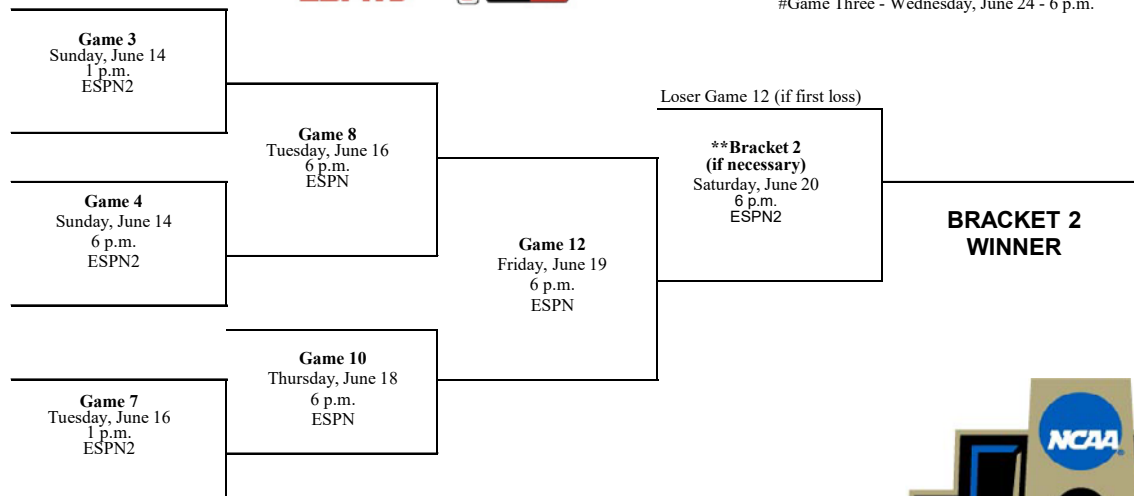 #Game Three - Wednesday, June 24 - 6 p.m.
Game 3
Sunday, June 14
1 p.m.
ESPN2
Game 8
Tuesday, June 16
6 p.m.
ESPN
Game 4
Sunday, June 14
6 p.m.
ESPN2
Game 12
Friday, June 19
6 p.m.
ESPN
Loser Game 12 (if first loss)
**Bracket 2
(if necessary)
Saturday, June 20
6 p.m.
ESPN2
BRACKET 2
WINNER
Game 10
Thursday, June 18
6 p.m.
ESPN
Game 7
Tuesday, June 16
1 p.m.
ESPN2
NCAA